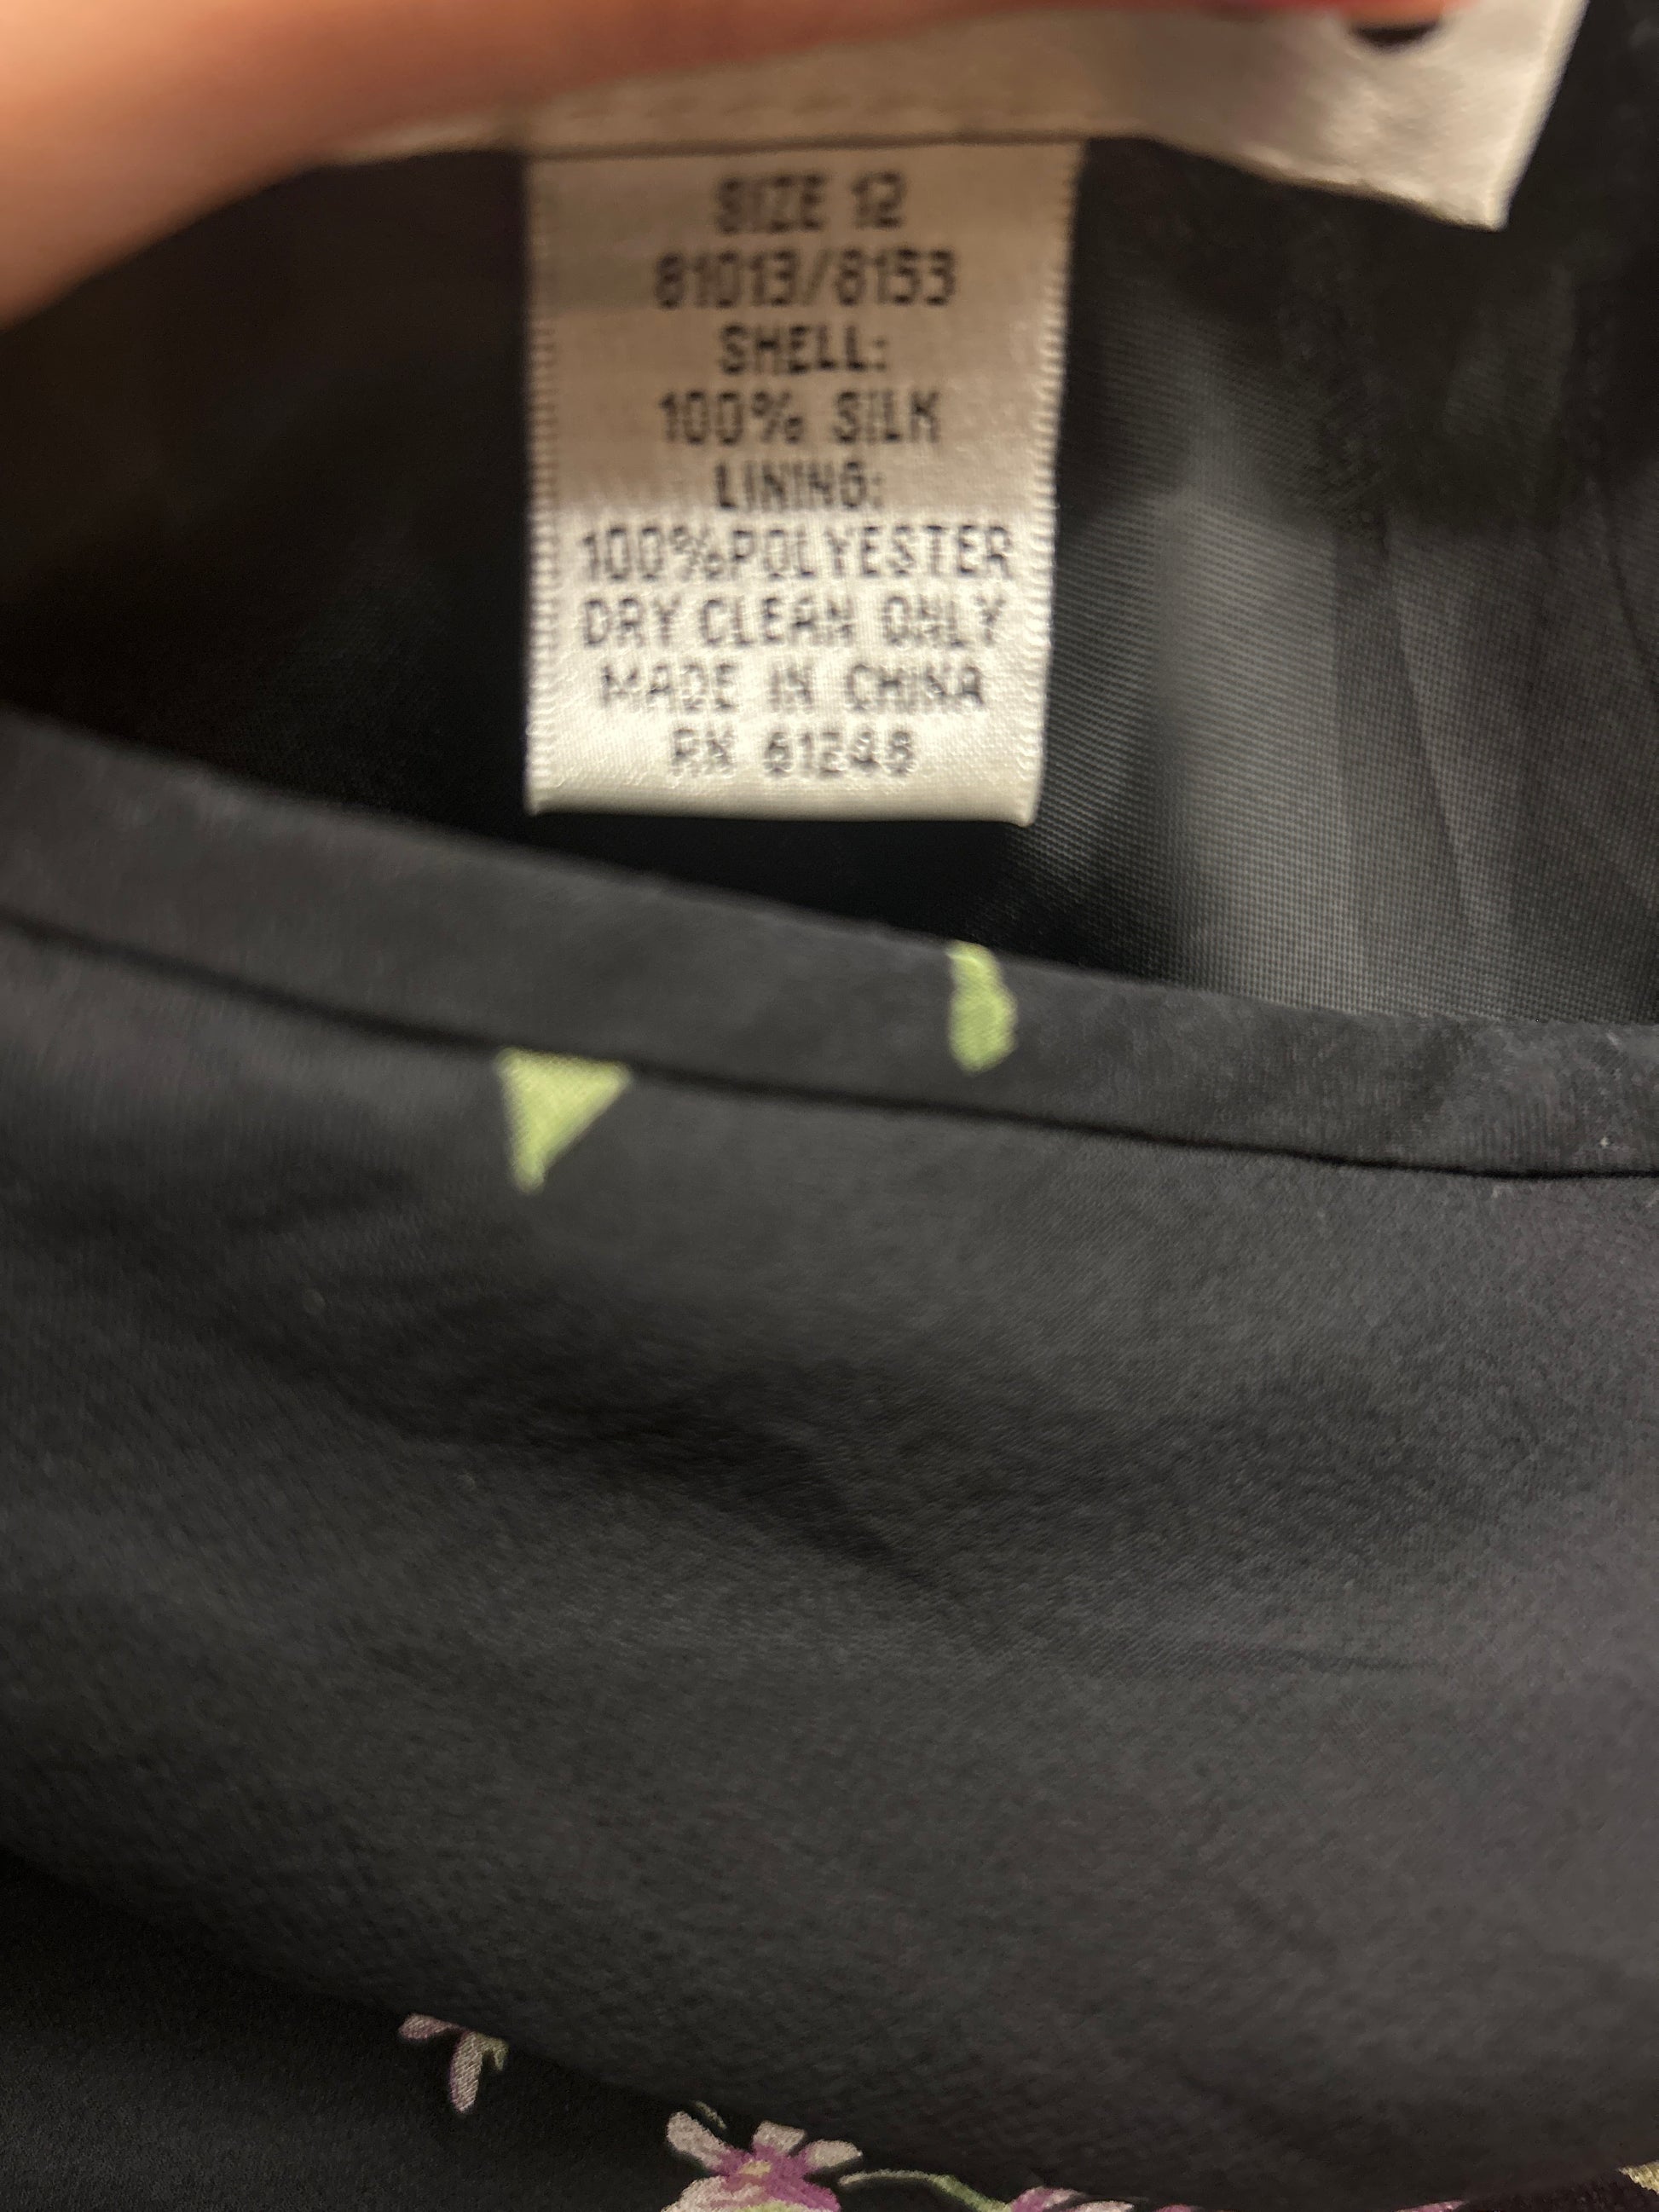 SIZE 12
81013/8153
SHELL:
100% SILK
LINING:
100%POLYESTER
DRY CLEAN ONLY
MADE IN CHINA
RN 61248